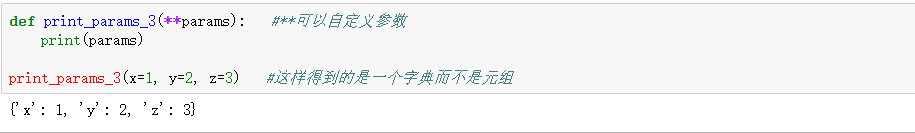 def print_params_3(**params):   #**可以自定义参数
    print(params)
print_params_3(x=1, y=2, z=3)   #这样得到的是一个字典而不是元组
{'x': 1, 'y': 2, 'z': 3}